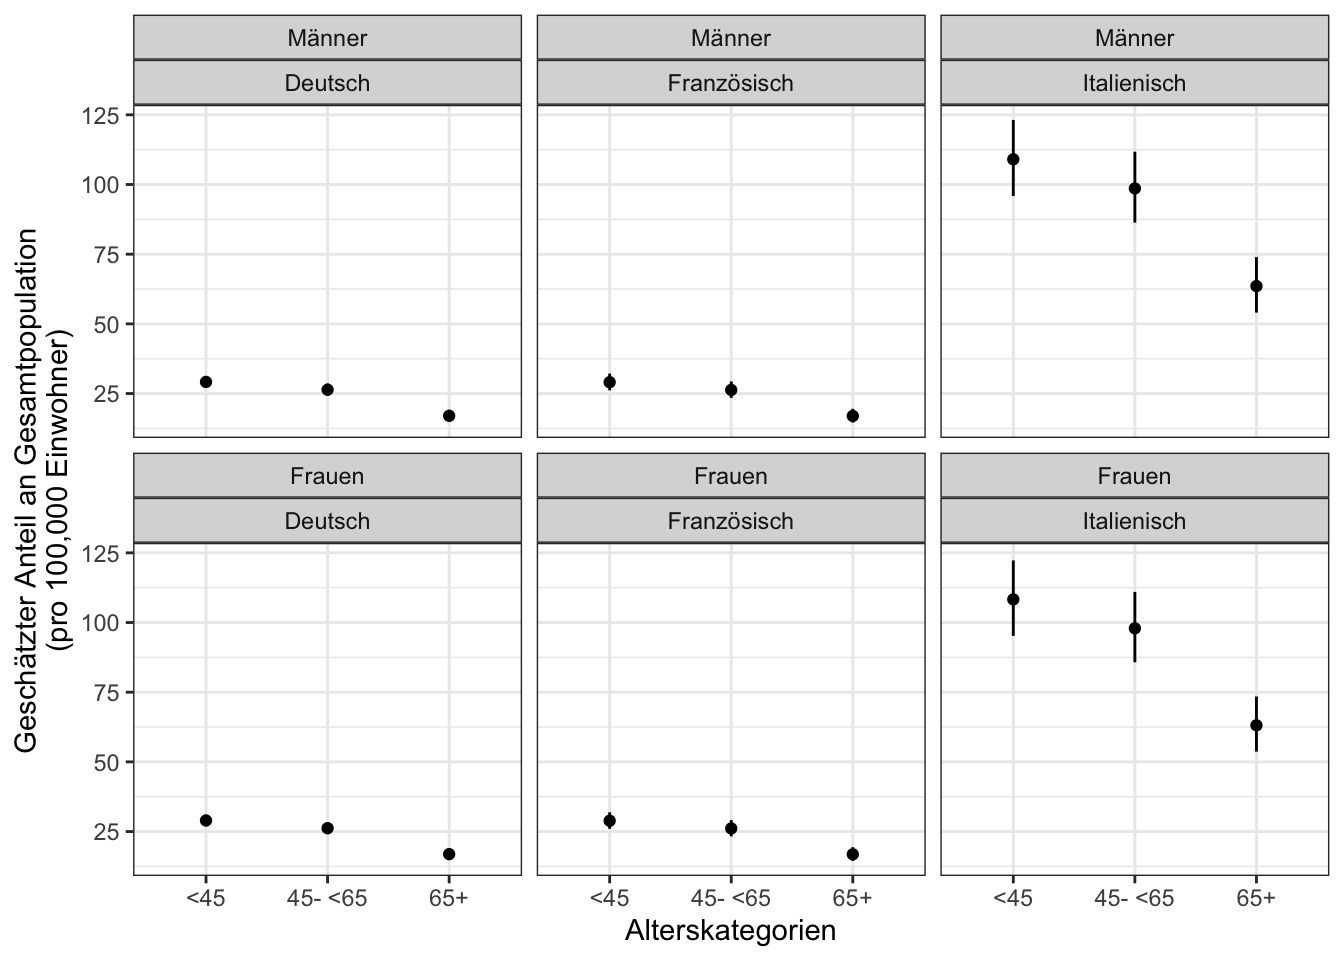 Männer Männer Männer
Deutsch Französisch Italienisch
125
100
75
50
25
Frauen Frauen Frauen
Deutsch Französisch Italienisch
125
100
75
50
25
<45 45- <65 65+ <45 45- <65 65+ <45 45- <65 65+
Alterskategorien
Geschätzter Anteil an Gesamtpopulation
(pro 100,000 Einwohner)